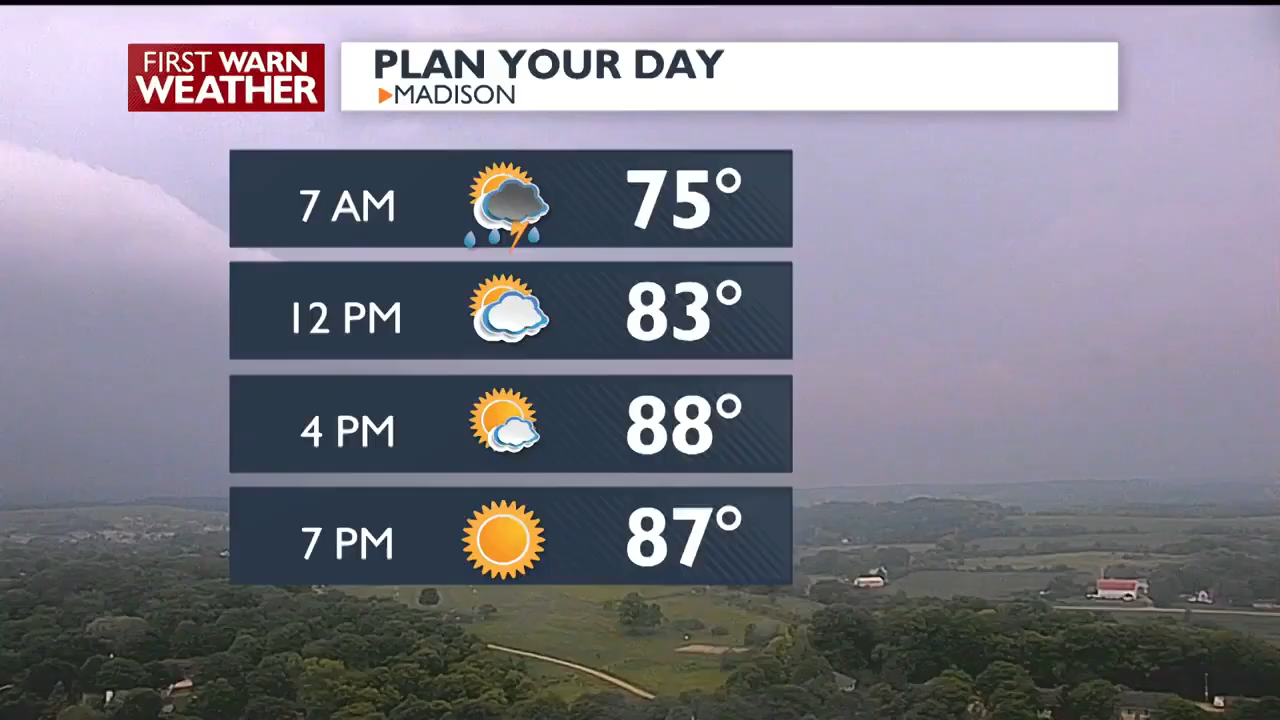 FIRST WARN
WEATHER
PLAN YOUR DAY
MADISON
7 AM 75°
12 PM 83°
4 PM 88°
7 PM 87°